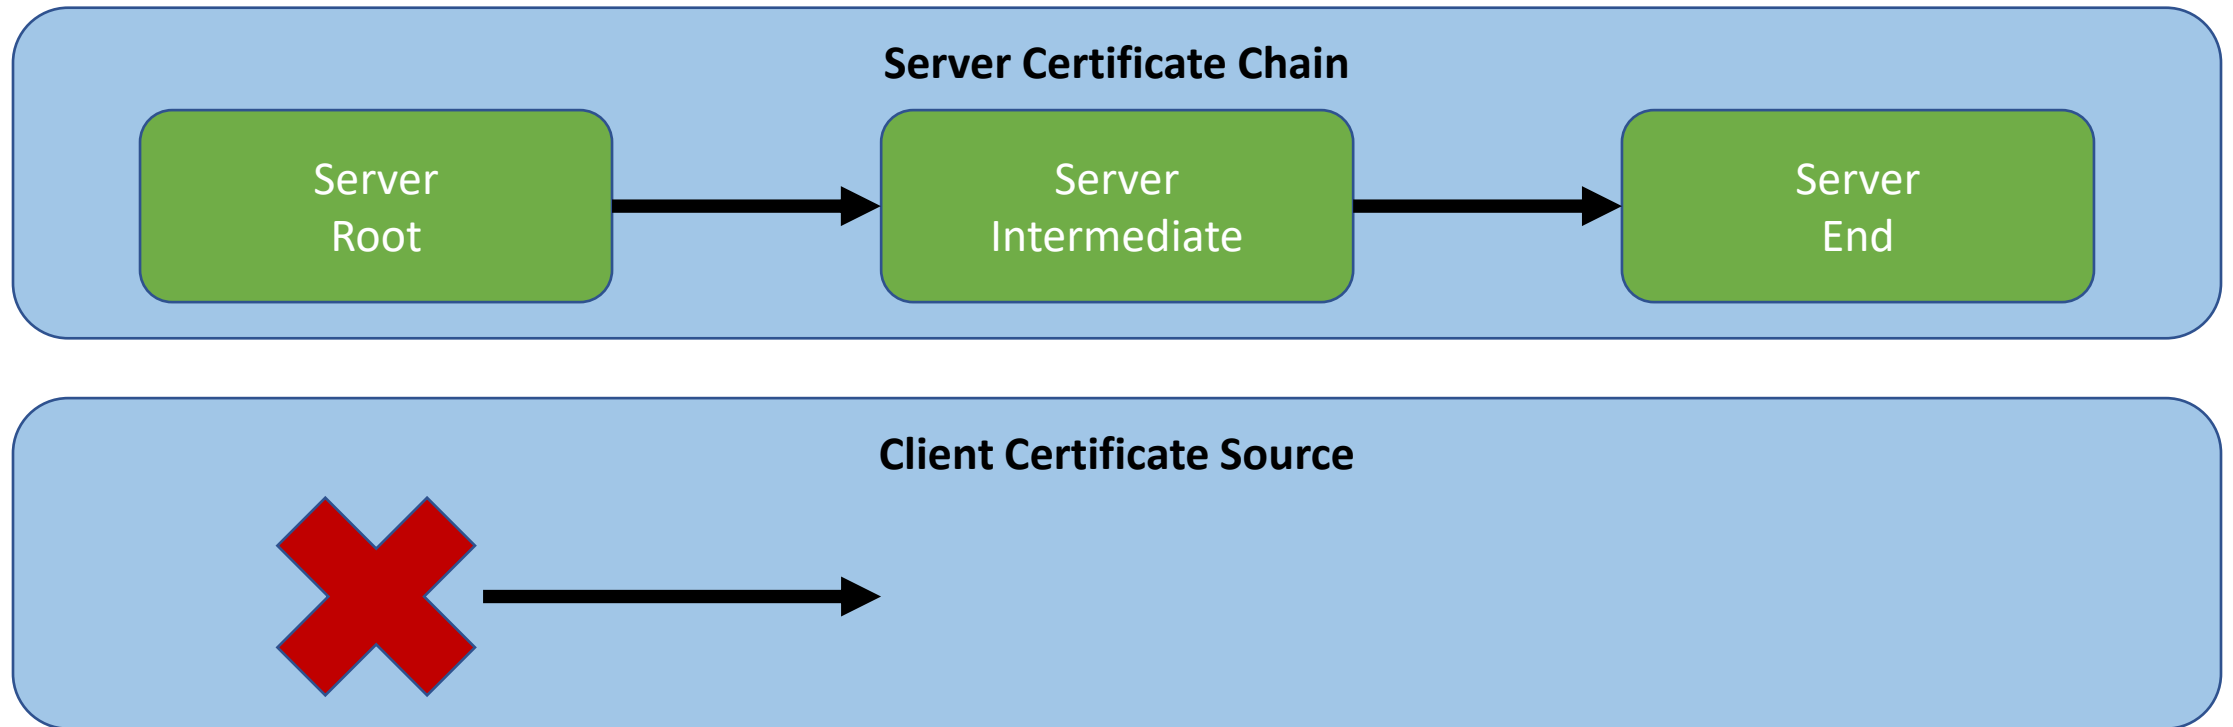 Server Certificate Chain
Server
Root
Server
Intermediate
Server
End
Client Certificate Source